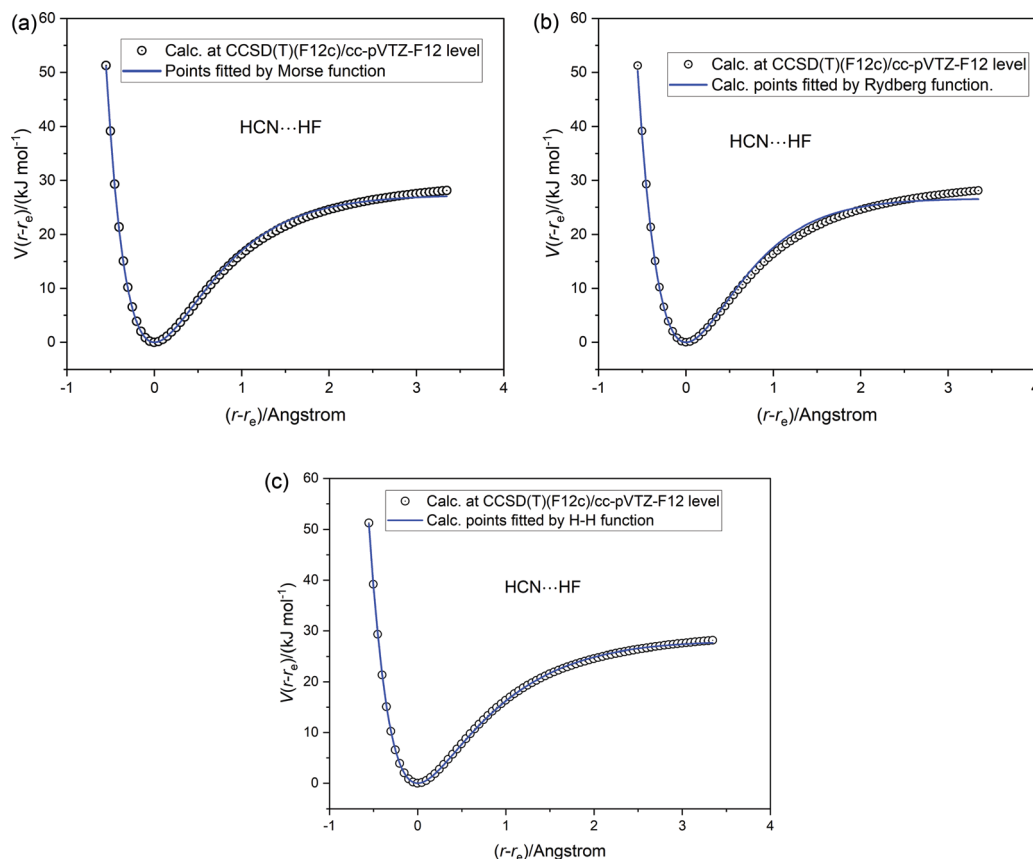 (a)
Calc. at CCSD(T)(F12c)/cc-pVTZ-F12 level
Points fitted by Morse function
HCN···HF
V(r-rₑ)/(kJ mol⁻¹)
60
50
40
30
20
10
0
-1 0 1 2 3 4
(r-rₑ)/Angstrom
(b)
Calc. at CCSD(T)(F12c)/cc-pVTZ-F12 level
Calc. points fitted by Rydberg function.
HCN···HF
V(r-rₑ)/(kJ mol⁻¹)
60
50
40
30
20
10
0
-1 0 1 2 3 4
(r-rₑ)/Angstrom
(c)
Calc. at CCSD(T)(F12c)/cc-pVTZ-F12 level
Calc. points fitted by H-H function
HCN···HF
V(r-rₑ)/(kJ mol⁻¹)
60
50
40
30
20
10
0
-1 0 1 2 3 4
(r-rₑ)/Angstrom